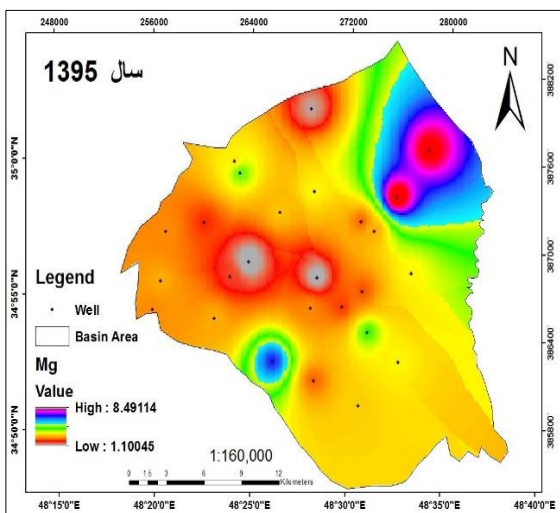 248000 256000 264000 272000 280000
سال 1395
N
388200
387600
387000
386400
385800
35°0'0"N
34°55'0"N
34°50'0"N
Legend
Well
Basin Area
Mg
Value
High : 8.49114
Low : 1.10045
1:160,000
0 1.5 3 6 9 12
Kilometers
48°15'0"E 48°20'0"E 48°25'0"E 48°30'0"E 48°35'0"E 48°40'0"E